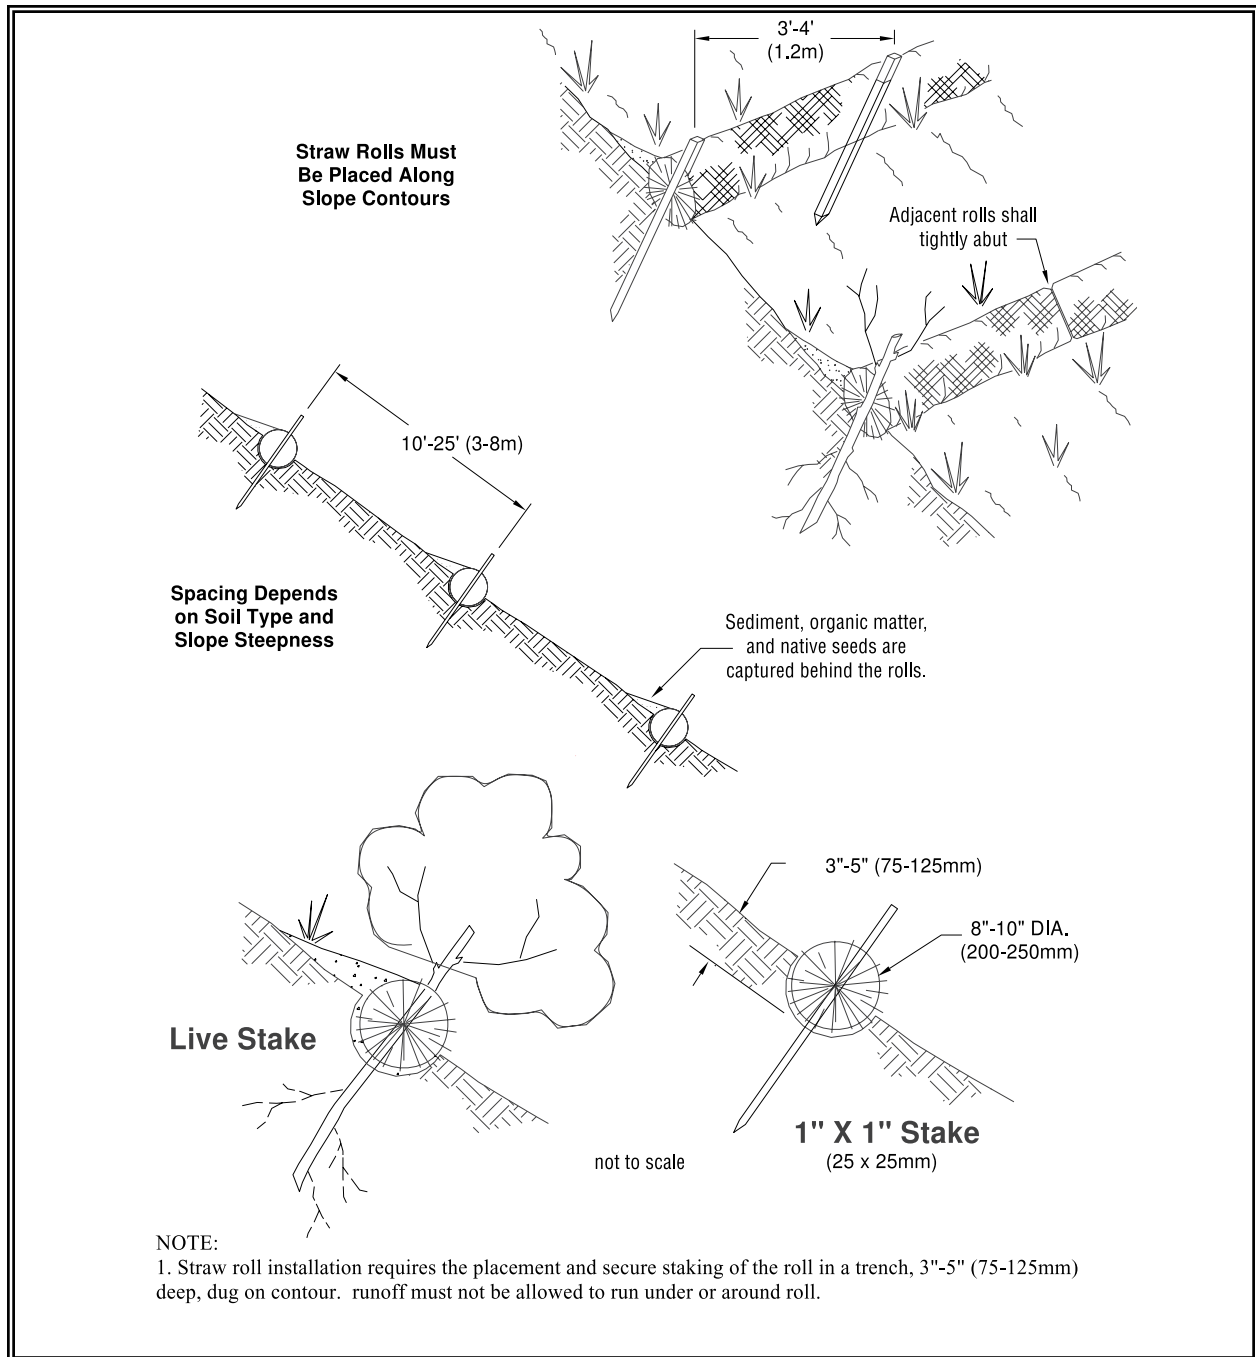 3'-4'
(1.2m)
Straw Rolls Must
Be Placed Along
Slope Contours
Adjacent rolls shall
tightly abut
10'-25' (3-8m)
Spacing Depends
on Soil Type and
Slope Steepness
Sediment, organic matter,
and native seeds are
captured behind the rolls.
3"-5" (75-125mm)
8"-10" DIA.
(200-250mm)
Live Stake
1" X 1" Stake
(25 x 25mm)
not to scale
NOTE:
1. Straw roll installation requires the placement and secure staking of the roll in a trench, 3"-5" (75-125mm)
deep, dug on contour. runoff must not be allowed to run under or around roll.